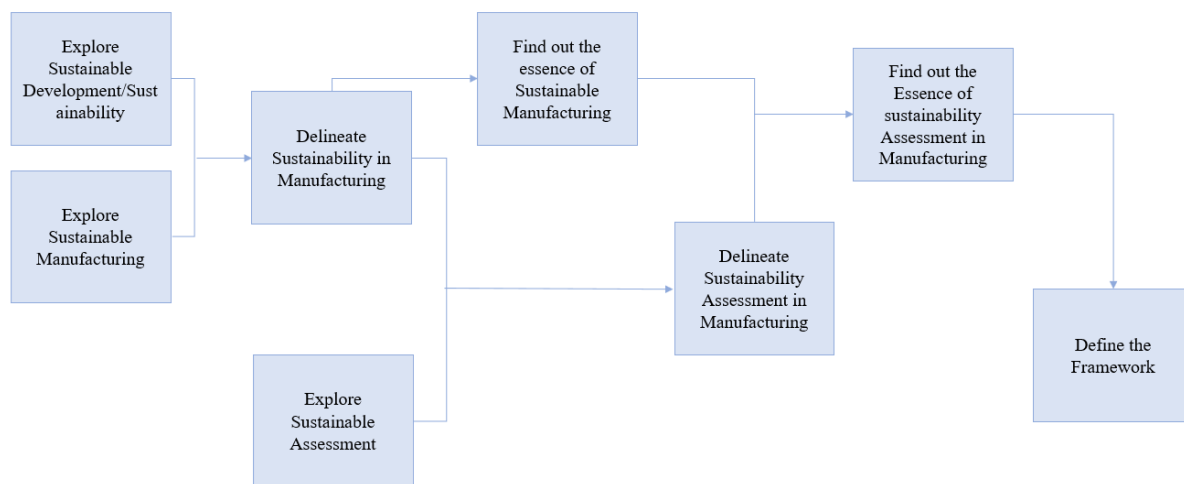 Explore
Sustainable
Development/Sust
ainability
Explore
Sustainable
Manufacturing
Delineate
Sustainability in
Manufacturing
Explore
Sustainable
Assessment
Find out the
essence of
Sustainable
Manufacturing
Delineate
Sustainability
Assessment in
Manufacturing
Find out the
Essence of
sustainability
Assessment in
Manufacturing
Define the
Framework